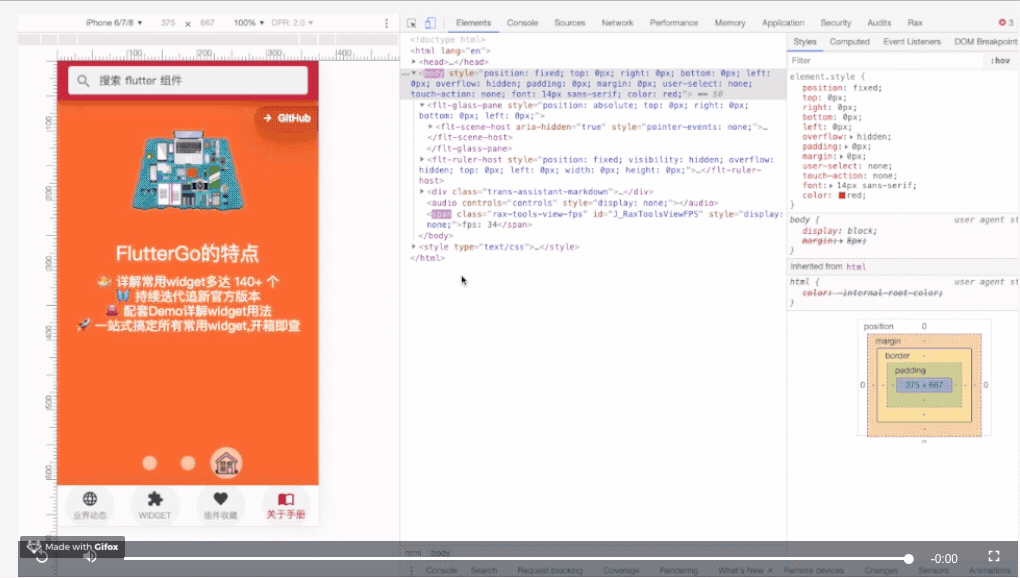 iPhone 6/7/8 ▼ 375 × 667 100% ▼ DPR: 2.0 ▼
Elements Console Sources Network Performance Memory Application Security Audits Rax 3
|100 |200 |300 |400
搜索 flutter 组件
GitHub
FlutterGo的特点
详解常用widget多达 140+ 个
持续迭代追新官方版本
配套Demo详解widget用法
一站式搞定所有常用widget,开箱即查
业界动态 WIDGET 组件收藏 关于手册
<!doctype html>
<html lang="en">
<head>…</head>
<body style="position: fixed; top: 0px; right: 0px; bottom: 0px; left:
0px; overflow: hidden; padding: 0px; margin: 0px; user-select: none;
touch-action: none; font: 14px sans-serif; color: red;"> == $0
<flt-glass-pane style="position: absolute; top: 0px; right: 0px;
bottom: 0px; left: 0px;">
<flt-scene-host aria-hidden="true" style="pointer-events: none;">…
</flt-scene-host>
</flt-glass-pane>
<flt-ruler-host style="position: fixed; visibility: hidden; overflow:
hidden; top: 0px; left: 0px; width: 0px; height: 0px;">…</flt-ruler-
host>
<div class="trans-assistant-markdown">…</div>
<audio controls="controls" style="display: none;"></audio>
<span class="rax-tools-view-fps" id="J_RaxToolsViewFPS" style="display:
none;">fps: 34</span>
</body>
<style type="text/css">…</style>
</html>
html body
Styles Computed Event Listeners DOM Breakpoint
Filter :hov
element.style {
position: fixed;
top: 0px;
right: 0px;
bottom: 0px;
left: 0px;
overflow: hidden;
padding: 0px;
margin: 0px;
user-select: none;
touch-action: none;
font: 14px sans-serif;
color: red;
}
body { user agent st
display: block;
margin: 8px;
}
Inherited from html
html { user agent st
color: -internal-root-color;
}
position 0
margin -
border -
padding -
0 - - - 375 × 667 - - - 0
-
-
-
0
Console Search Request blocking Coverage Rendering What's New × Remote devices Changes Sensors Animations
Made with Gifox
-0:00